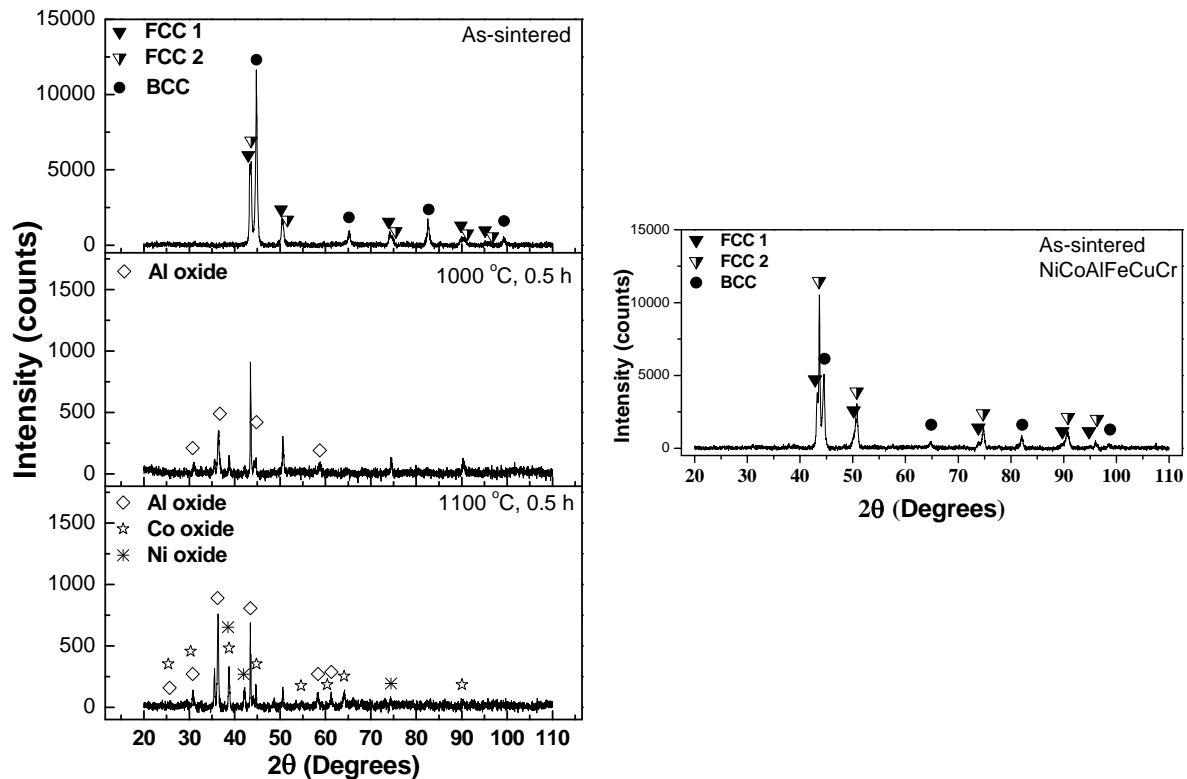 15000
FCC 1
As-sintered
FCC 2
BCC
10000
5000
0
Al oxide
1000 °C, 0.5 h
1500
1000
500
0
Al oxide
1100 °C, 0.5 h
Co oxide
1500
Ni oxide
1000
500
0
20 30 40 50 60 70 80 90 100 110
2θ (Degrees)
Intensity (counts)
15000
FCC 1
As-sintered
FCC 2
NiCoAlFeCuCr
BCC
10000
5000
0
20 30 40 50 60 70 80 90 100 110
2θ (Degrees)
Intensity (counts)